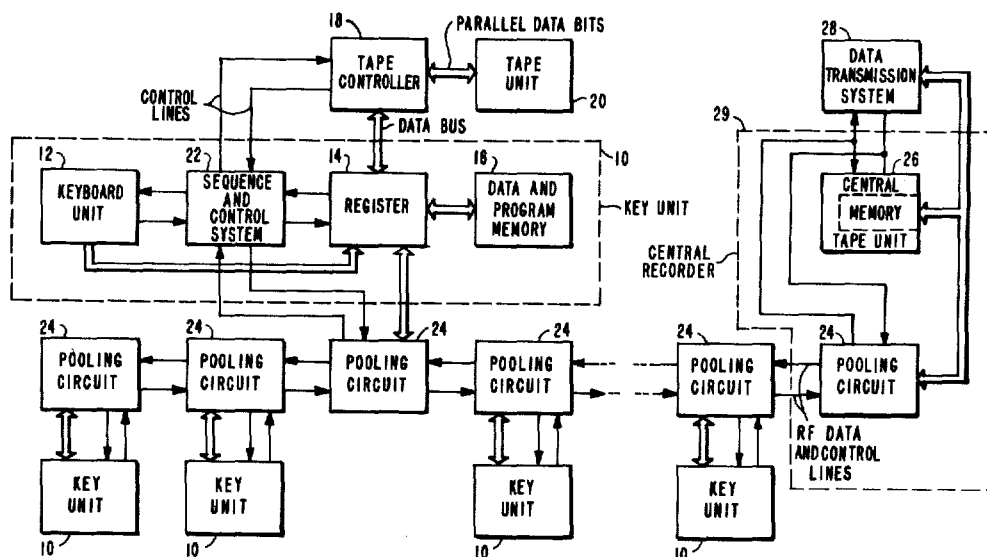 18
TAPE
CONTROLLER
PARALLEL DATA BITS
TAPE
UNIT
20
CONTROL
LINES
DATA BUS
28
DATA
TRANSMISSION
SYSTEM
29
12
KEYBOARD
UNIT
22
SEQUENCE
AND
CONTROL
SYSTEM
14
REGISTER
16
DATA AND
PROGRAM
MEMORY
10
KEY UNIT
26
CENTRAL
MEMORY
TAPE UNIT
CENTRAL
RECORDER
24
POOLING
CIRCUIT
24
POOLING
CIRCUIT
24
POOLING
CIRCUIT
24
POOLING
CIRCUIT
24
POOLING
CIRCUIT
24
POOLING
CIRCUIT
RF DATA
AND CONTROL
LINES
KEY
UNIT
10
KEY
UNIT
10
KEY
UNIT
10
KEY
UNIT
10